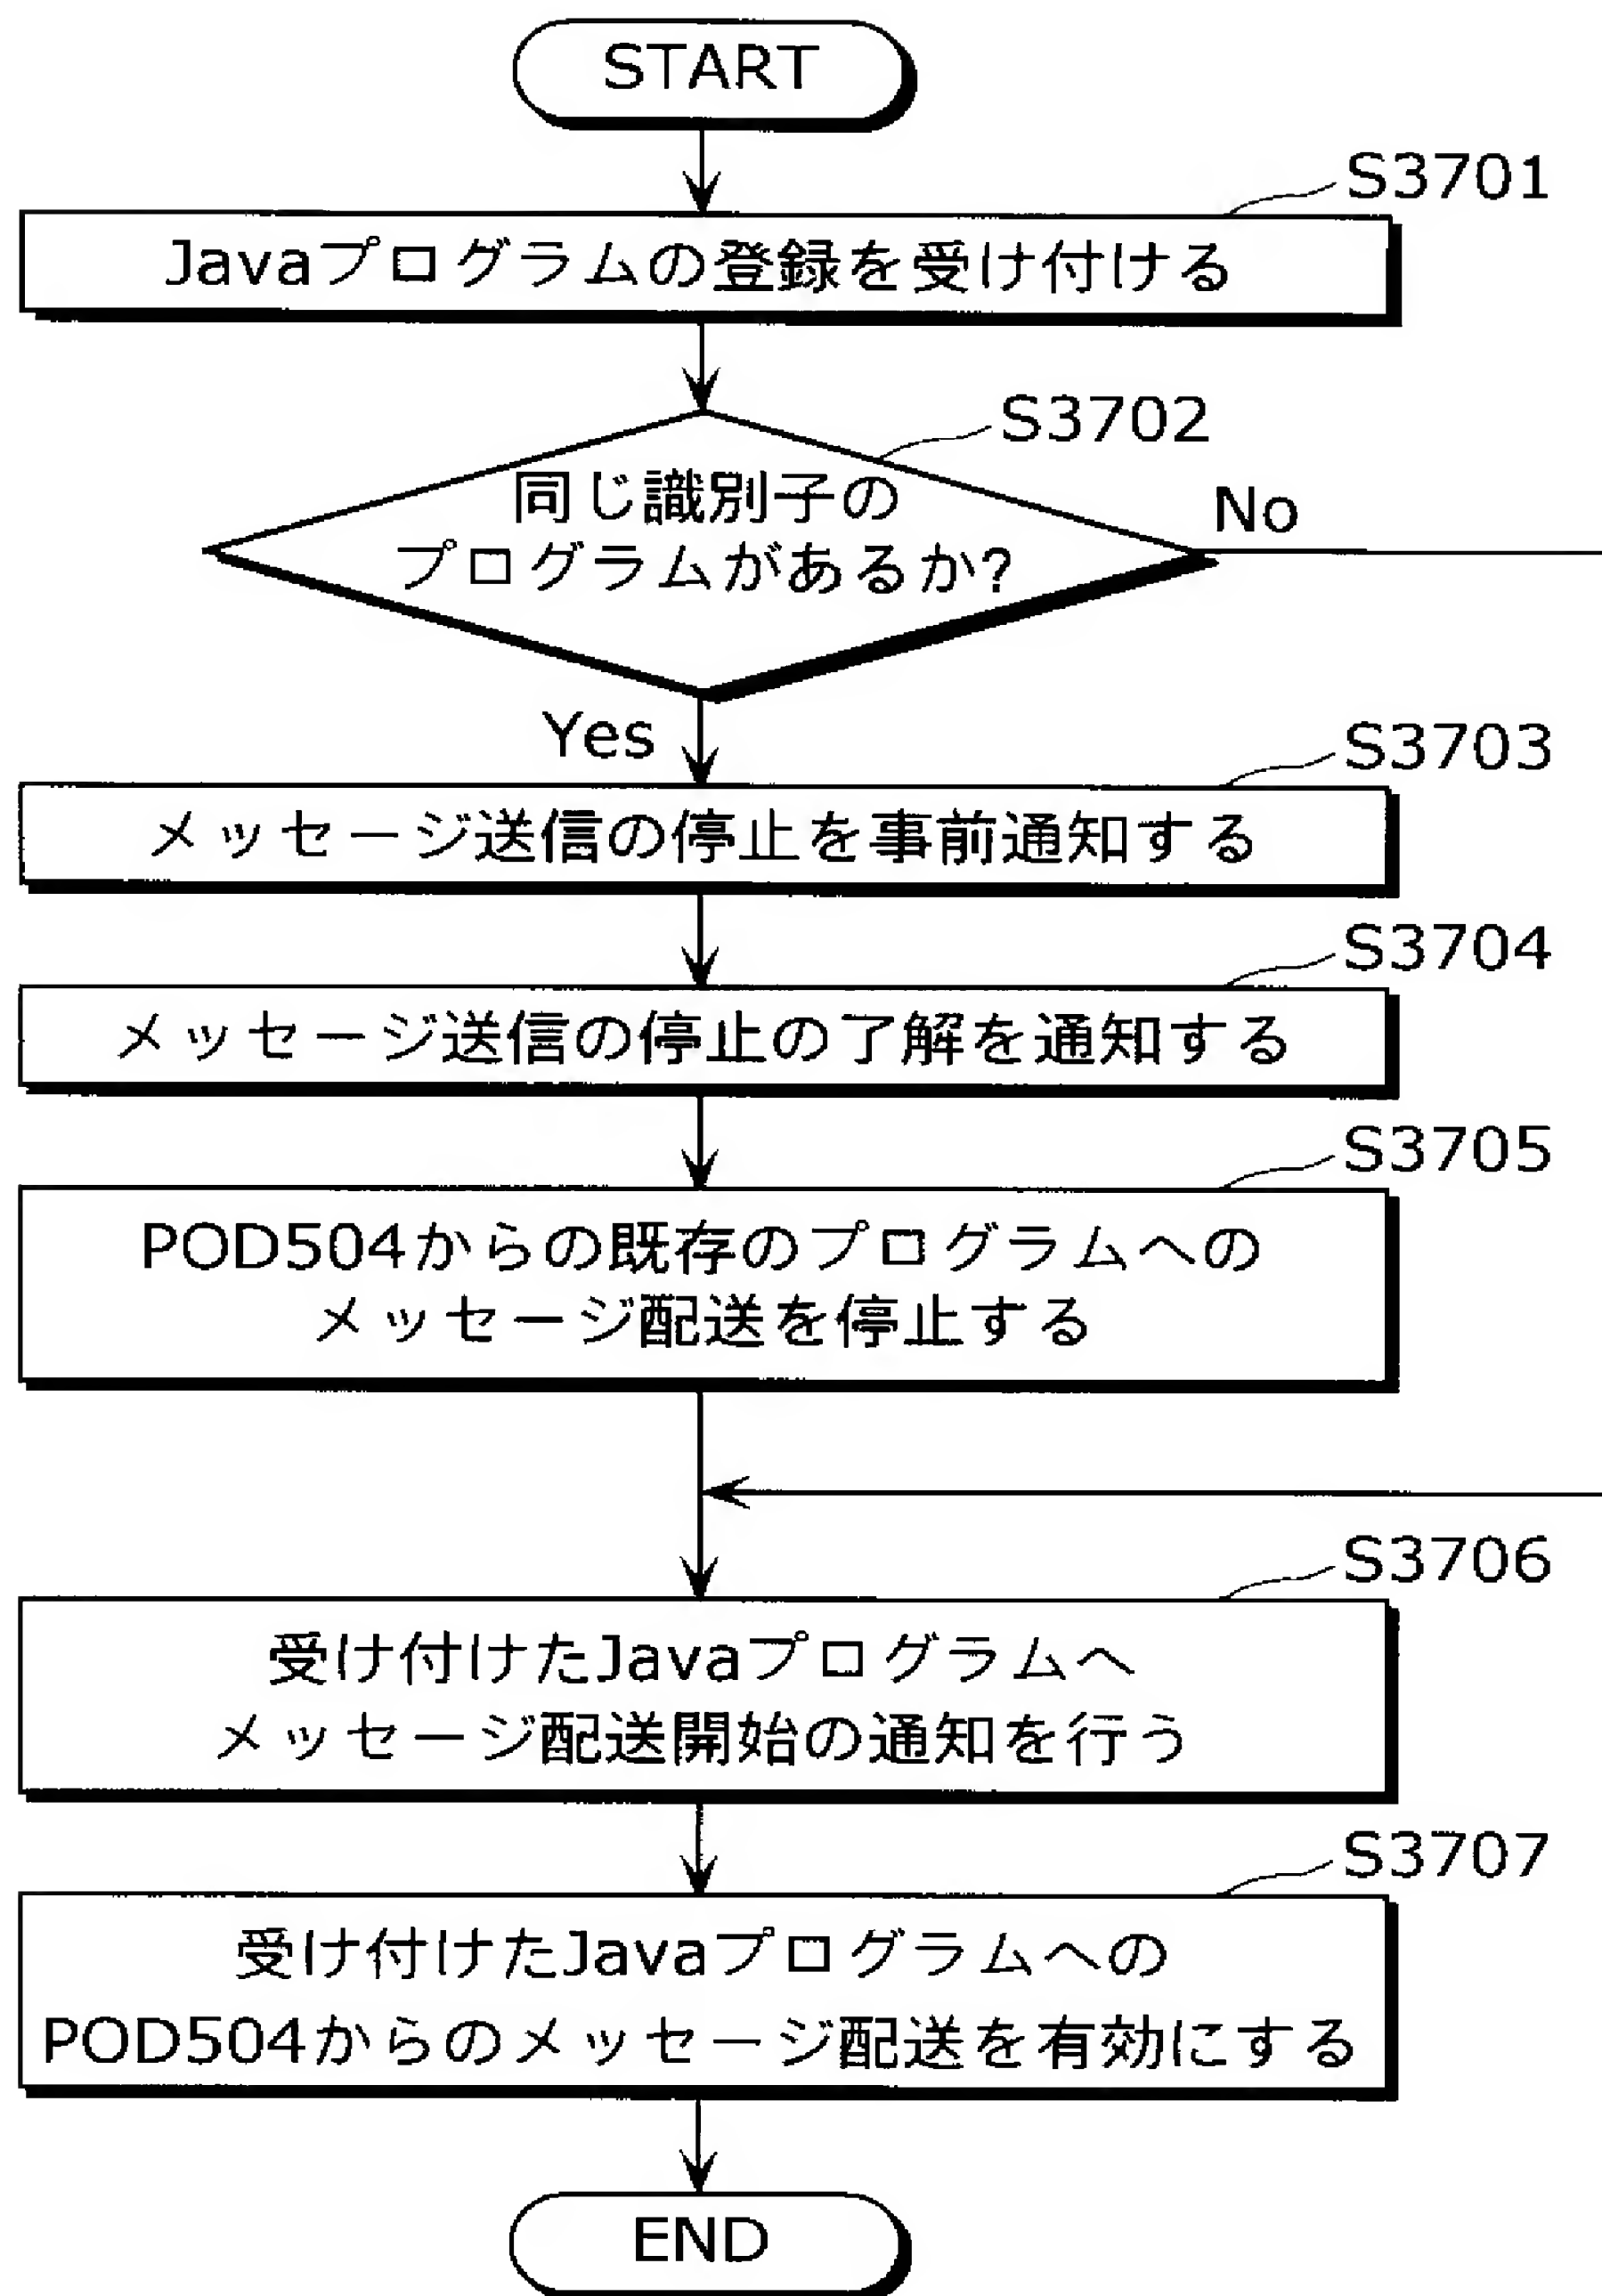 START
S3701
Javaプログラムの登録を受け付ける
S3702
同じ識別子の
プログラムがあるか?
No
Yes
S3703
メッセージ送信の停止を事前通知する
S3704
メッセージ送信の停止の了解を通知する
S3705
POD504からの既存のプログラムへの
メッセージ配送を停止する
S3706
受け付けたJavaプログラムへ
メッセージ配送開始の通知を行う
S3707
受け付けたJavaプログラムへの
POD504からのメッセージ配送を有効にする
END